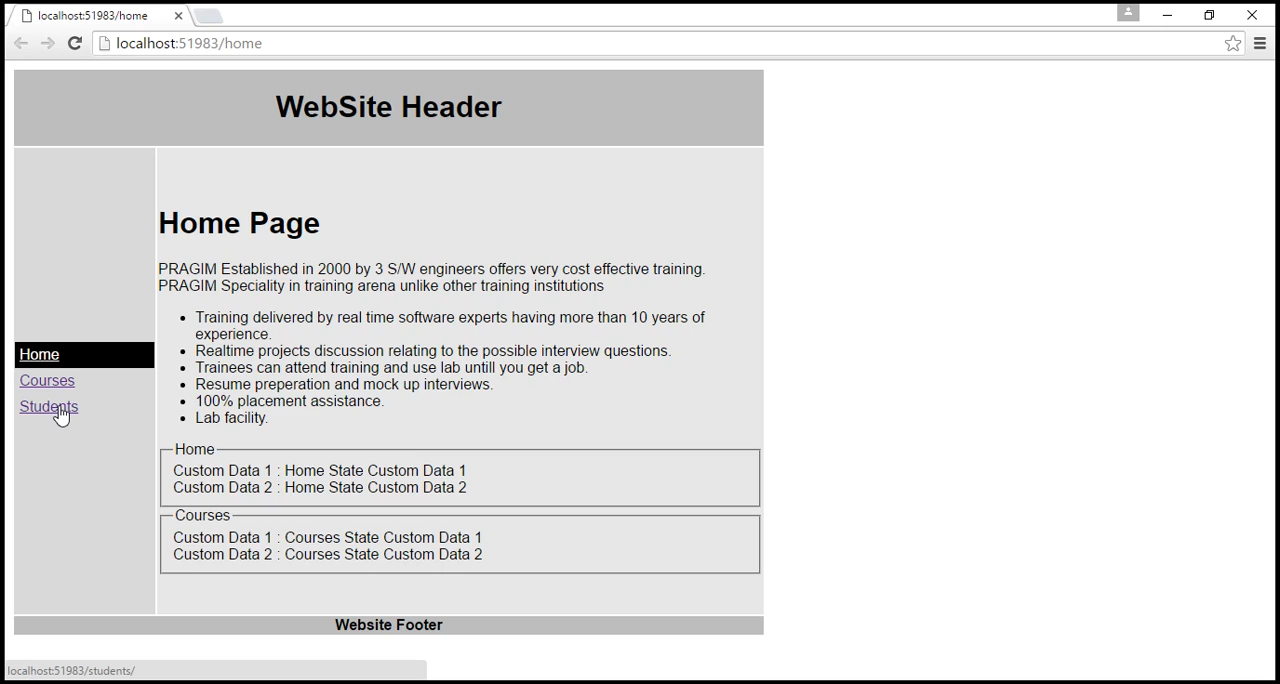 localhost:51983/home
localhost:51983/home
WebSite Header
Home
Courses
Students
Home Page
PRAGIM Established in 2000 by 3 S/W engineers offers very cost effective training.
PRAGIM Speciality in training arena unlike other training institutions
Training delivered by real time software experts having more than 10 years of
experience.
Realtime projects discussion relating to the possible interview questions.
Trainees can attend training and use lab untill you get a job.
Resume preperation and mock up interviews.
100% placement assistance.
Lab facility.
Home
Custom Data 1 : Home State Custom Data 1
Custom Data 2 : Home State Custom Data 2
Courses
Custom Data 1 : Courses State Custom Data 1
Custom Data 2 : Courses State Custom Data 2
Website Footer
localhost:51983/students/